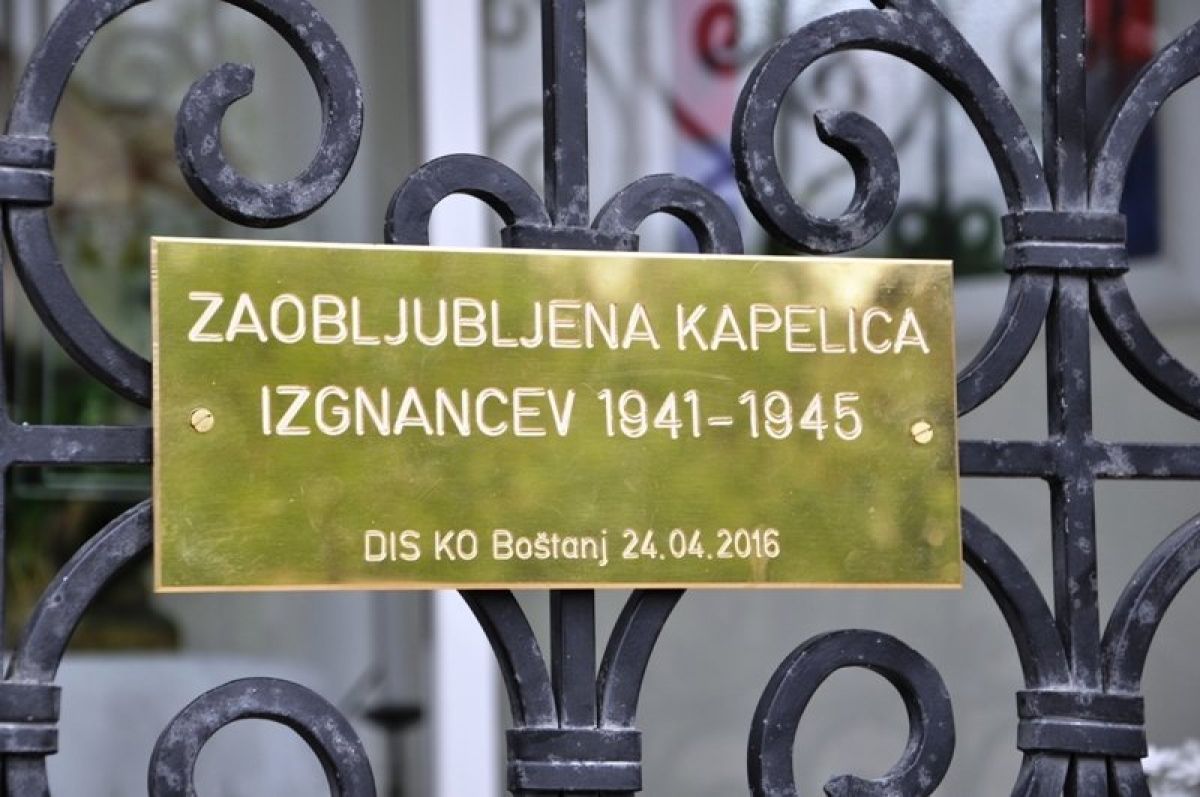 ZAOBLJUBLJENA KAPELICA
IZGNANCEV 1941-1945
DIS KO Boštanj 24.04.2016